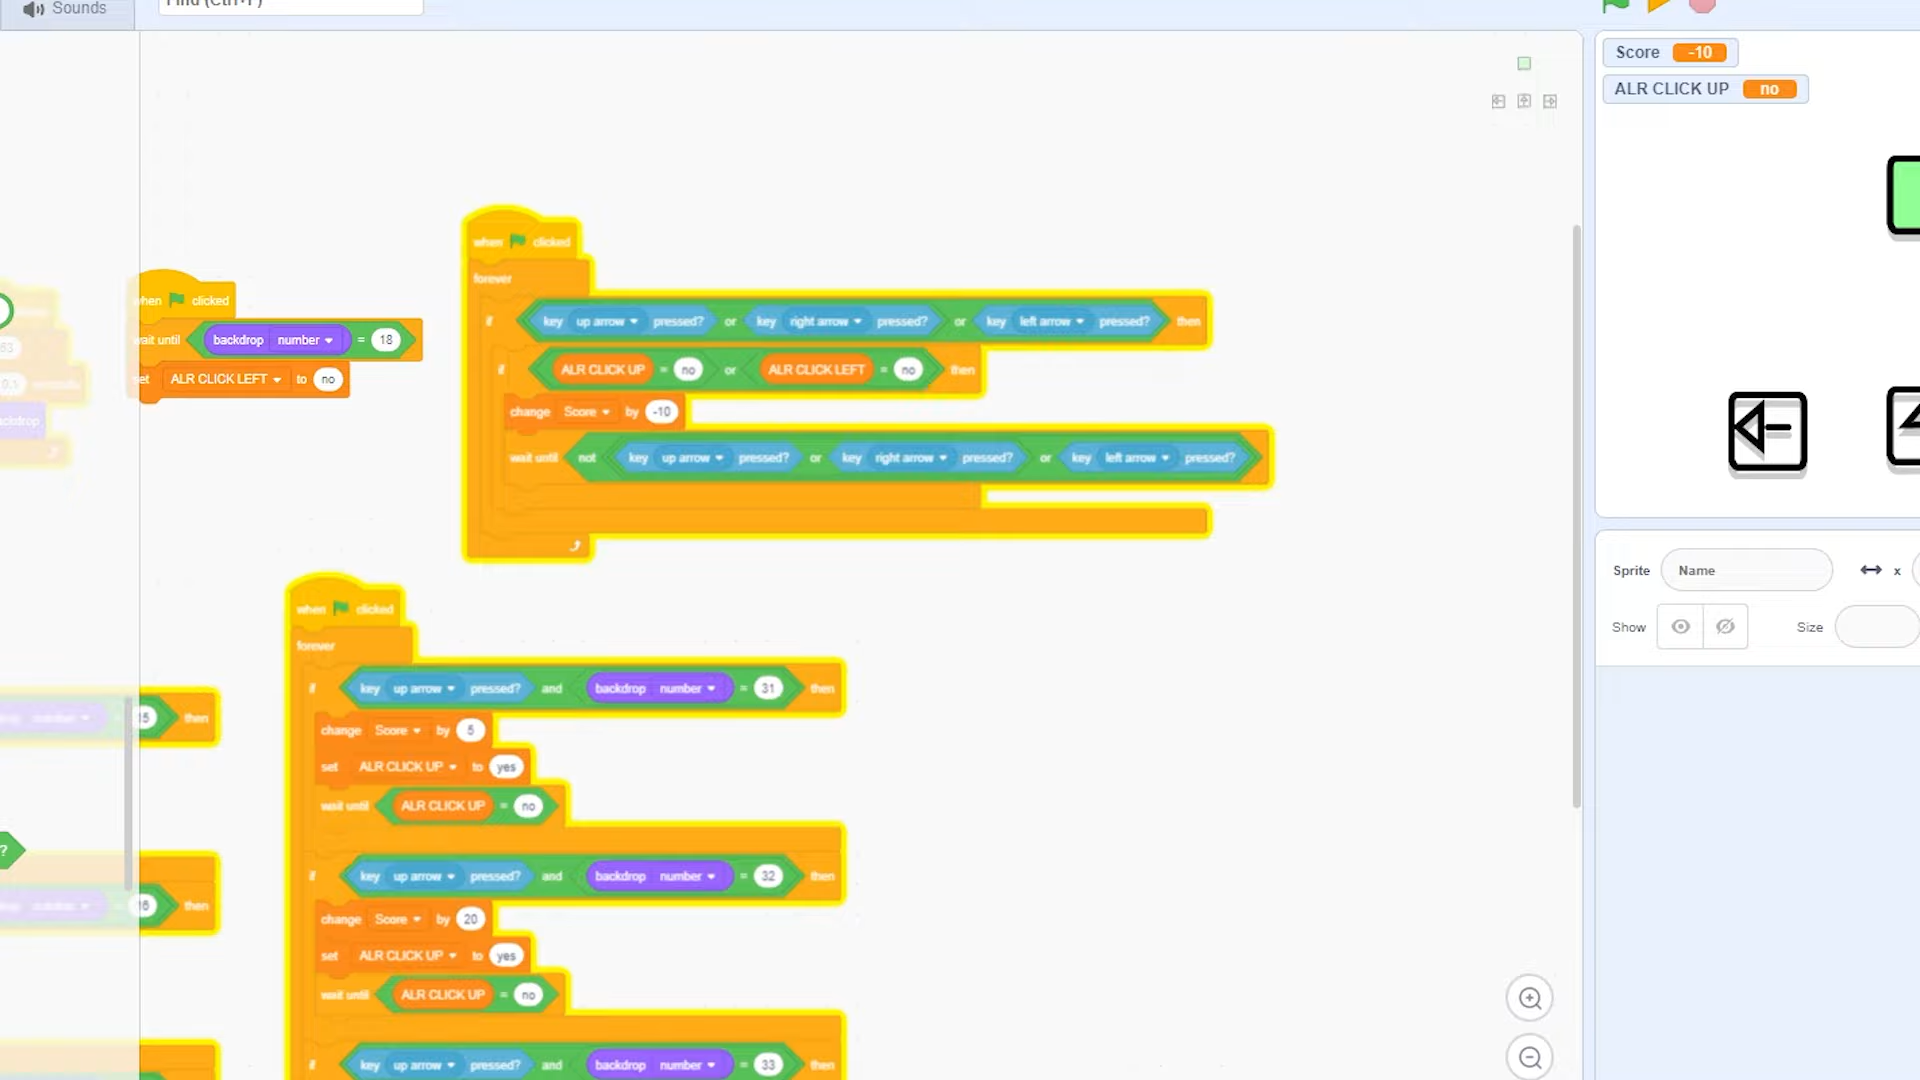 Sounds
Find (Ctrl+F)
Score -10
ALR CLICK UP no
when clicked
forever
if key up arrow pressed? or key right arrow pressed? or key left arrow pressed? then
if ALR CLICK UP = no or ALR CLICK LEFT = no then
change Score by -10
wait until not key up arrow pressed? or key right arrow pressed? or key left arrow pressed?
when clicked
wait until backdrop number = 18
set ALR CLICK LEFT to no
when clicked
forever
if key up arrow pressed? and backdrop number = 31 then
change Score by 5
set ALR CLICK UP to yes
wait until ALR CLICK UP = no
if key up arrow pressed? and backdrop number = 32 then
change Score by 20
set ALR CLICK UP to yes
wait until ALR CLICK UP = no
if key up arrow pressed? and backdrop number = 33 then
number 15 then
?
number 16 then
Sprite Name x
Show Size